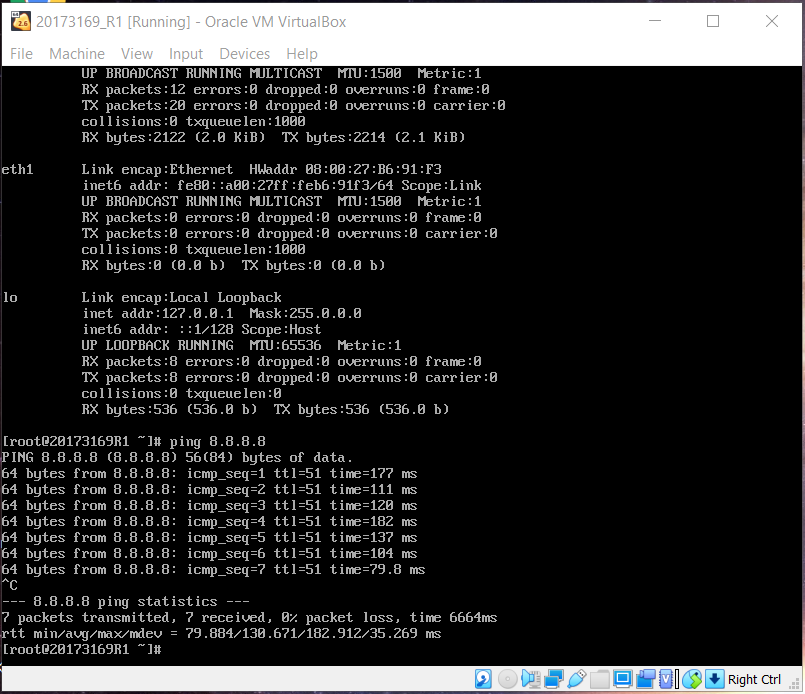 20173169_R1 [Running] - Oracle VM VirtualBox
File Machine View Input Devices Help
UP BROADCAST RUNNING MULTICAST MTU:1500 Metric:1
RX packets:12 errors:0 dropped:0 overruns:0 frame:0
TX packets:20 errors:0 dropped:0 overruns:0 carrier:0
collisions:0 txqueuelen:1000
RX bytes:2122 (2.0 KiB) TX bytes:2214 (2.1 KiB)
eth1 Link encap:Ethernet HWaddr 08:00:27:B6:91:F3
inet6 addr: fe80::a00:27ff:feb6:91f3/64 Scope:Link
UP BROADCAST RUNNING MULTICAST MTU:1500 Metric:1
RX packets:0 errors:0 dropped:0 overruns:0 frame:0
TX packets:0 errors:0 dropped:0 overruns:0 carrier:0
collisions:0 txqueuelen:1000
RX bytes:0 (0.0 b) TX bytes:0 (0.0 b)
lo Link encap:Local Loopback
inet addr:127.0.0.1 Mask:255.0.0.0
inet6 addr: ::1/128 Scope:Host
UP LOOPBACK RUNNING MTU:65536 Metric:1
RX packets:8 errors:0 dropped:0 overruns:0 frame:0
TX packets:8 errors:0 dropped:0 overruns:0 carrier:0
collisions:0 txqueuelen:0
RX bytes:536 (536.0 b) TX bytes:536 (536.0 b)
[root@20173169R1 ~]# ping 8.8.8.8
PING 8.8.8.8 (8.8.8.8) 56(84) bytes of data.
64 bytes from 8.8.8.8: icmp_seq=1 ttl=51 time=177 ms
64 bytes from 8.8.8.8: icmp_seq=2 ttl=51 time=111 ms
64 bytes from 8.8.8.8: icmp_seq=3 ttl=51 time=120 ms
64 bytes from 8.8.8.8: icmp_seq=4 ttl=51 time=182 ms
64 bytes from 8.8.8.8: icmp_seq=5 ttl=51 time=137 ms
64 bytes from 8.8.8.8: icmp_seq=6 ttl=51 time=104 ms
64 bytes from 8.8.8.8: icmp_seq=7 ttl=51 time=79.8 ms
^C
--- 8.8.8.8 ping statistics ---
7 packets transmitted, 7 received, 0% packet loss, time 6664ms
rtt min/avg/max/mdev = 79.884/130.671/182.912/35.269 ms
[root@20173169R1 ~]#
Right Ctrl